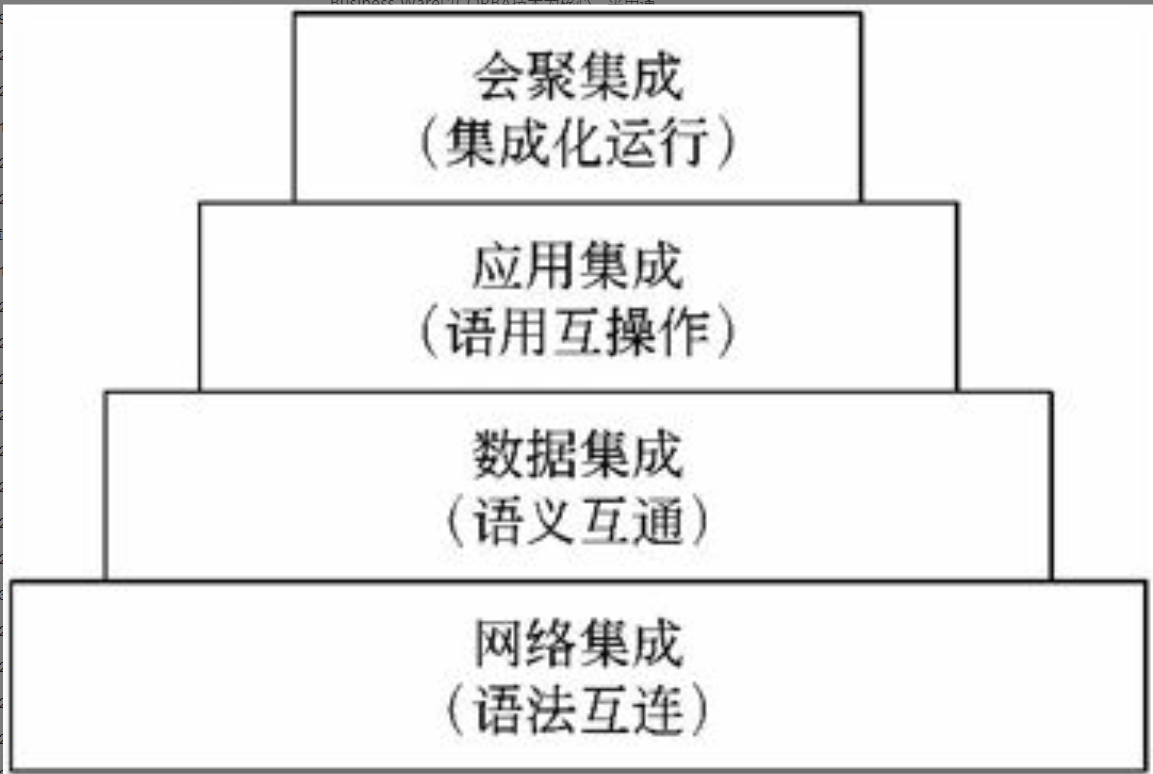 会聚集成
（集成化运行）
应用集成
（语用互操作）
数据集成
（语义互通）
网络集成
（语法互连）